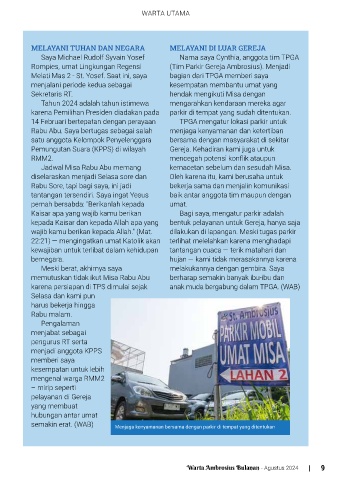 WARTA UTAMA
MELAYANI TUHAN DAN NEGARA
Saya Michael Rudolf Syvain Yosef
Rompies, umat Lingkungan Regensi
Melati Mas 2 - St. Yosef. Saat ini, saya
menjalani periode kedua sebagai
Sekretaris RT.
Tahun 2024 adalah tahun istimewa
karena Pemilihan Presiden diadakan pada
14 Februari bertepatan dengan perayaan
Rabu Abu. Saya bertugas sebagai salah
satu anggota Kelompok Penyelenggara
Pemungutan Suara (KPPS) di wilayah
RMM2.
Jadwal Misa Rabu Abu memang
diselaraskan menjadi Selasa sore dan
Rabu Sore, tapi bagi saya, ini jadi
tantangan tersendiri. Saya ingat Yesus
pernah bersabda: "Berikanlah kepada
Kaisar apa yang wajib kamu berikan
kepada Kaisar dan kepada Allah apa yang
wajib kamu berikan kepada Allah." (Mat.
22:21) — mengingatkan umat Katolik akan
kewajiban untuk terlibat dalam kehidupan
bernegara.
Meski berat, akhirnya saya
memutuskan tidak ikut Misa Rabu Abu
karena persiapan di TPS dimulai sejak
Selasa dan kami pun
harus bekerja hingga
Rabu malam.
Pengalaman
menjabat sebagai
pengurus RT serta
menjadi anggota KPPS
memberi saya
kesempatan untuk lebih
mengenal warga RMM2
– mirip seperti
pelayanan di Gereja
yang membuat
hubungan antar umat
semakin erat. (WAB)
MELAYANI DI LUAR GEREJA
Nama saya Cynthia, anggota tim TPGA
(Tim Parkir Gereja Ambrosius). Menjadi
bagian dari TPGA memberi saya
kesempatan membantu umat yang
hendak mengikuti Misa dengan
mengarahkan kendaraan mereka agar
parkir di tempat yang sudah ditentukan.
TPGA mengatur lokasi parkir untuk
menjaga kenyamanan dan ketertiban
bersama dengan masyarakat di sekitar
Gereja. Kehadiran kami juga untuk
mencegah potensi konflik ataupun
kemacetan sebelum dan sesudah Misa.
Oleh karena itu, kami berusaha untuk
bekerja sama dan menjalin komunikasi
baik antar anggota tim maupun dengan
umat.
Bagi saya, mengatur parkir adalah
bentuk pelayanan untuk Gereja, hanya saja
dilakukan di lapangan. Meski tugas parkir
terlihat melelahkan karena menghadapi
tantangan cuaca — terik matahari dan
hujan — kami tidak merasakannya karena
melakukannya dengan gembira. Saya
berharap semakin banyak ibu-ibu dan
anak muda bergabung dalam TPGA. (WAB)
St. Ambrosius
PARKIR MOBIL
UMAT MISA
LAHAN 2
Menjaga kenyamanan bersama dengan parkir di tempat yang ditentukan
Warta Ambrosius Bulanan - Agustus 2024 | 9